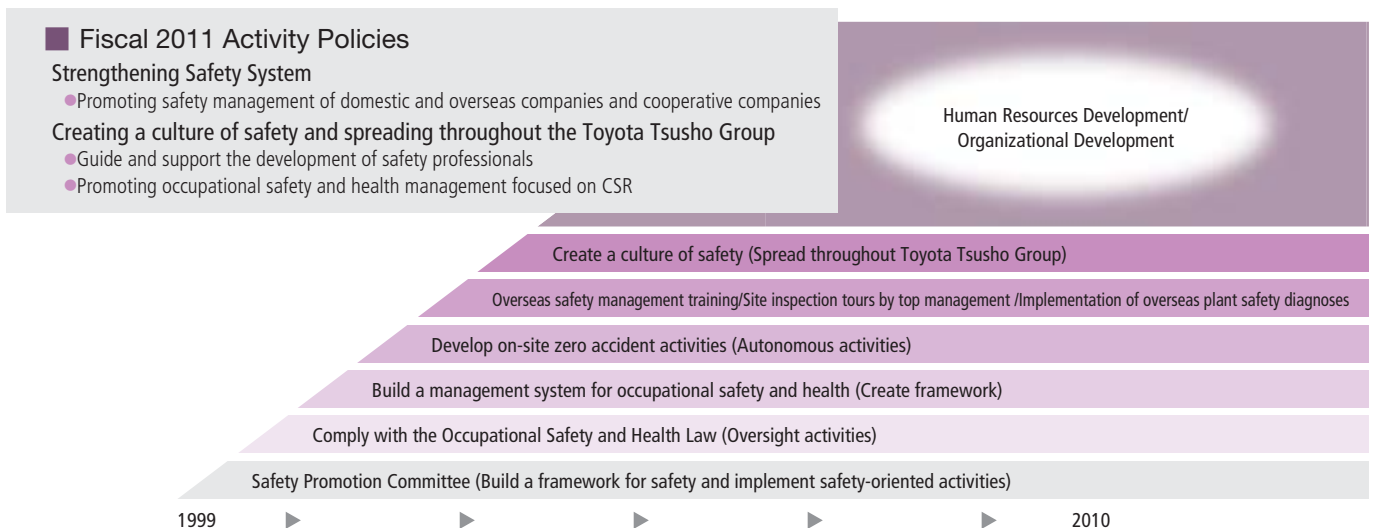 Fiscal 2011 Activity Policies
Strengthening Safety System
●Promoting safety management of domestic and overseas companies and cooperative companies
Creating a culture of safety and spreading throughout the Toyota Tsusho Group
●Guide and support the development of safety professionals
●Promoting occupational safety and health management focused on CSR
Human Resources Development/
Organizational Development
Create a culture of safety (Spread throughout Toyota Tsusho Group)
Overseas safety management training/Site inspection tours by top management /Implementation of overseas plant safety diagnoses
Develop on-site zero accident activities (Autonomous activities)
Build a management system for occupational safety and health (Create framework)
Comply with the Occupational Safety and Health Law (Oversight activities)
Safety Promotion Committee (Build a framework for safety and implement safety-oriented activities)
1999 2010